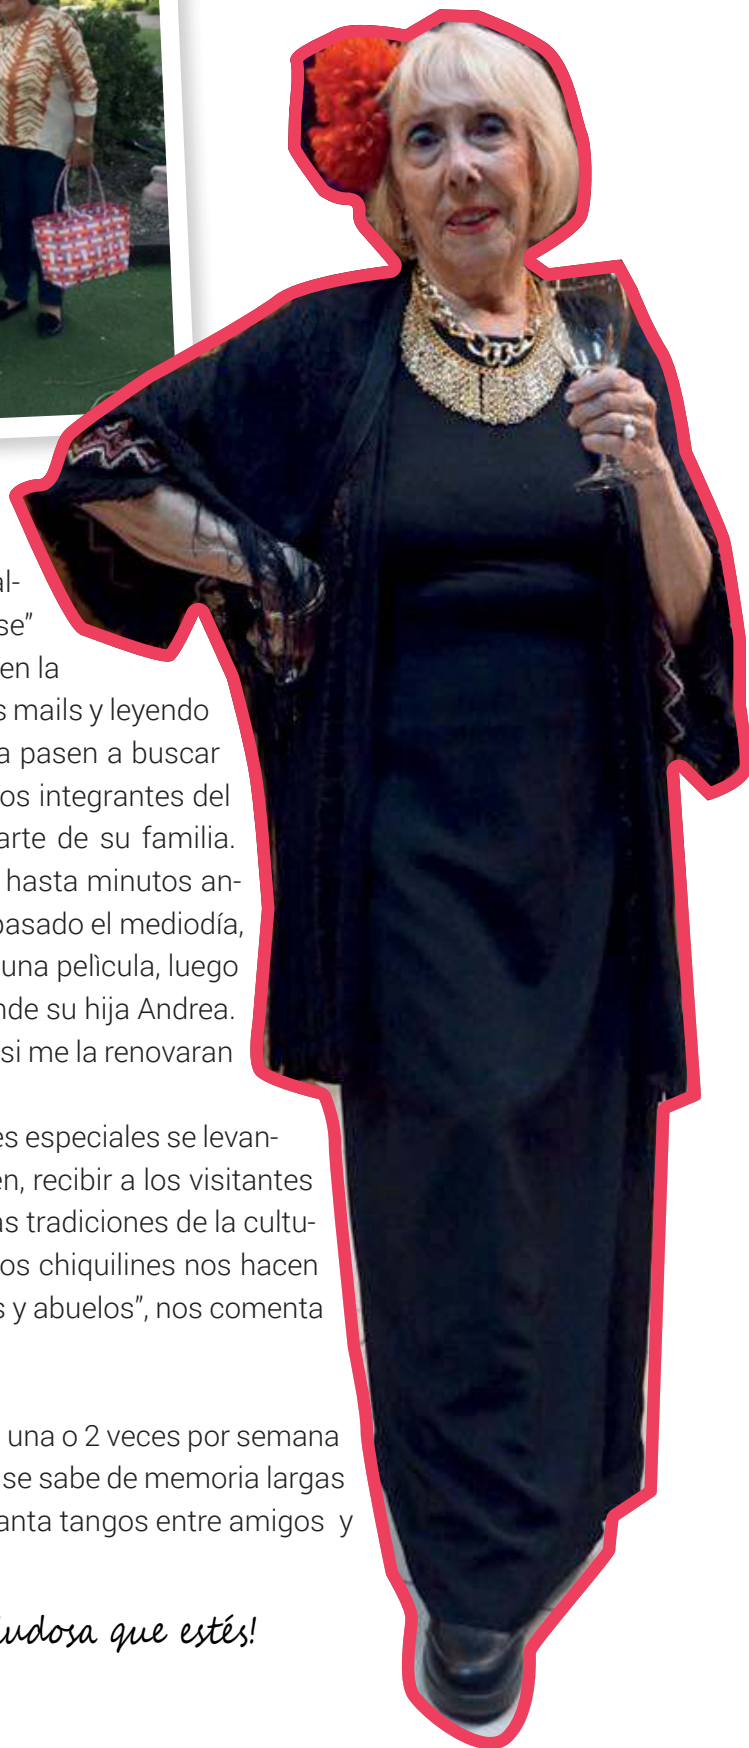 al-
se”
en la
s mails y leyendo
a pasen a buscar
os integrantes del
arte de su familia.
hasta minutos an-
pasado el mediodía,
una pelìcula, luego
nde su hija Andrea.
si me la renovaran
es especiales se levan-
en, recibir a los visitantes
as tradiciones de la cultu-
os chiquilines nos hacen
s y abuelos”, nos comenta
una o 2 veces por semana
se sabe de memoria largas
anta tangos entre amigos y
udosa que estés!